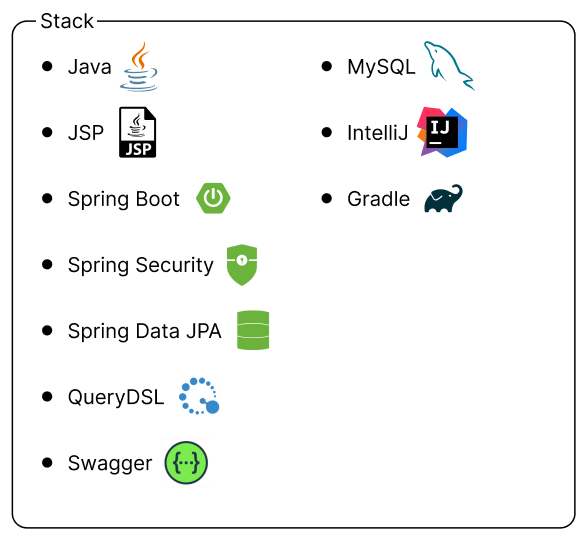 Stack
Java
JSP
JSP
Spring Boot
Spring Security
Spring Data JPA
QueryDSL
Swagger
{··}
MySQL
IntelliJ
IJ
Gradle